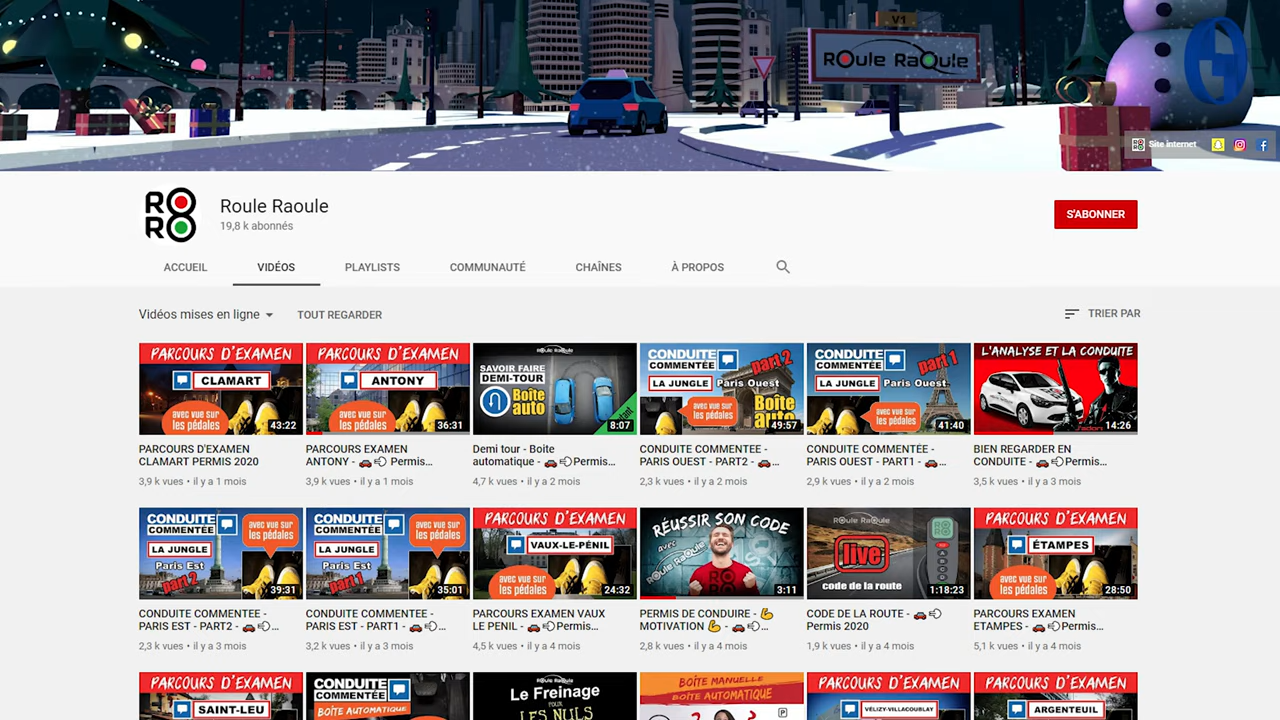 V1
Roule Raoule
Site internet
RORO
Roule Raoule
19,8 k abonnés
S'ABONNER
ACCUEIL
VIDÉOS
PLAYLISTS
COMMUNAUTÉ
CHAÎNES
À PROPOS
Vidéos mises en ligne
TOUT REGARDER
TRIER PAR
PARCOURS D'EXAMEN
CLAMART
avec vue sur
les pédales
43:22
PARCOURS D'EXAMEN
CLAMART PERMIS 2020
3,9 k vues • il y a 1 mois
PARCOURS D'EXAMEN
ANTONY
avec vue sur
les pédales
36:31
PARCOURS EXAMEN
ANTONY - 🚗💨 Permis…
3,9 k vues • il y a 1 mois
Roule Raoule
SAVOIR FAIRE
DEMI-TOUR
Boîte
auto
8:07
Demi tour - Boite
automatique - 🚗💨Permis…
4,7 k vues • il y a 2 mois
CONDUITE
COMMENTÉE
part 2
LA JUNGLE Paris Ouest
avec vue sur
les pédales
Boîte
auto
49:57
CONDUITE COMMENTÉE -
PARIS OUEST - PART2 - 🚗…
2,3 k vues • il y a 2 mois
CONDUITE
COMMENTÉE
part 1
LA JUNGLE Paris Ouest
avec vue sur
les pédales
41:40
CONDUITE COMMENTÉE -
PARIS OUEST - PART1 - 🚗…
2,9 k vues • il y a 2 mois
L'ANALYSE ET LA CONDUITE
14:26
BIEN REGARDER EN
CONDUITE - 🚗💨Permis…
3,5 k vues • il y a 3 mois
CONDUITE
COMMENTÉE
avec vue sur
les pédales
LA JUNGLE
Paris Est
part 2
39:31
CONDUITE COMMENTEE -
PARIS EST - PART2 - 🚗💨…
2,3 k vues • il y a 3 mois
CONDUITE
COMMENTÉE
avec vue sur
les pédales
LA JUNGLE
Paris Est
part 1
35:01
CONDUITE COMMENTEE -
PARIS EST - PART1 - 🚗💨…
3,2 k vues • il y a 3 mois
PARCOURS D'EXAMEN
VAUX-LE-PÉNIL
avec vue sur
les pédales
24:32
PARCOURS EXAMEN VAUX
LE PENIL - 🚗💨Permis…
4,5 k vues • il y a 4 mois
RÉUSSIR SON CODE
avec
Roule Raoule
3:11
PERMIS DE CONDUIRE - 💪
MOTIVATION 💪 - 🚗💨…
2,8 k vues • il y a 4 mois
Roule Raoule
live
code de la route
1:18:23
CODE DE LA ROUTE - 🚗💨
Permis 2020
1,9 k vues • il y a 4 mois
PARCOURS D'EXAMEN
ÉTAMPES
avec vue sur
les pédales
28:50
PARCOURS EXAMEN
ETAMPES - 🚗💨Permis…
5,1 k vues • il y a 4 mois
PARCOURS D'EXAMEN
SAINT-LEU
CONDUITE
COMMENTÉE
BOÎTE AUTOMATIQUE
Roule Raoule
Le Freinage
POUR
LES NULS
BOÎTE MANUELLE
BOÎTE AUTOMATIQUE
P
PARCOURS D'EXAMEN
VÉLIZY-VILLACOUBLAY
PARCOURS D'EXAMEN
ARGENTEUIL